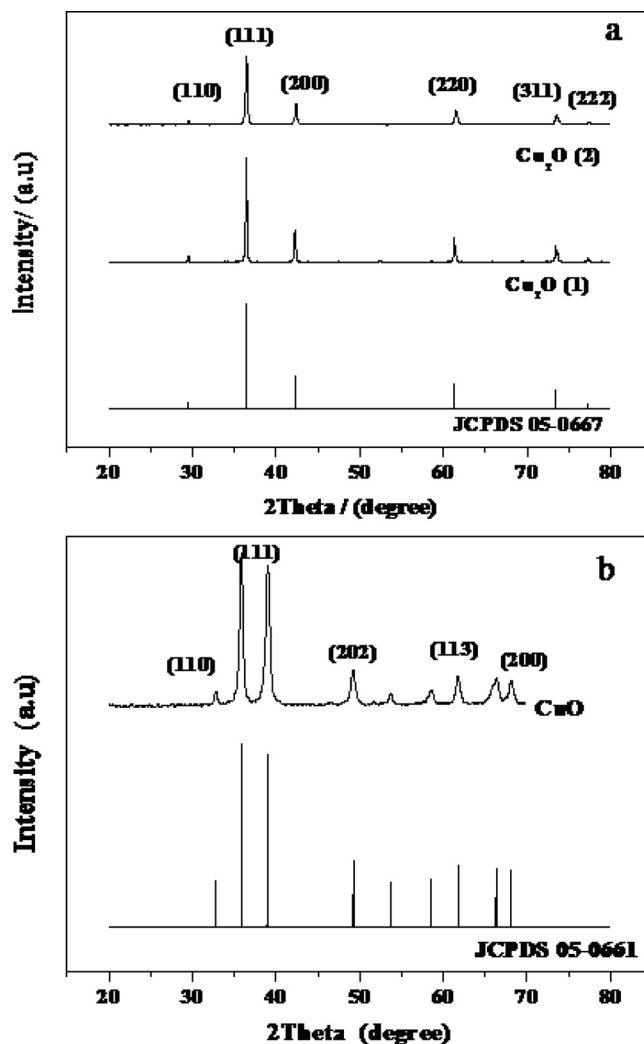 a
(111)
(110) (200) (220) (311) (222)
CuₓO (2)
CuₓO (1)
JCPDS 05-0667
Intensity/ (a.u)
20 30 40 50 60 70 80
2Theta / (degree)
b
(111)
(110) (202) (113) (200)
CuO
JCPDS 05-0661
Intensity (a.u)
20 30 40 50 60 70 80
2Theta (degree)